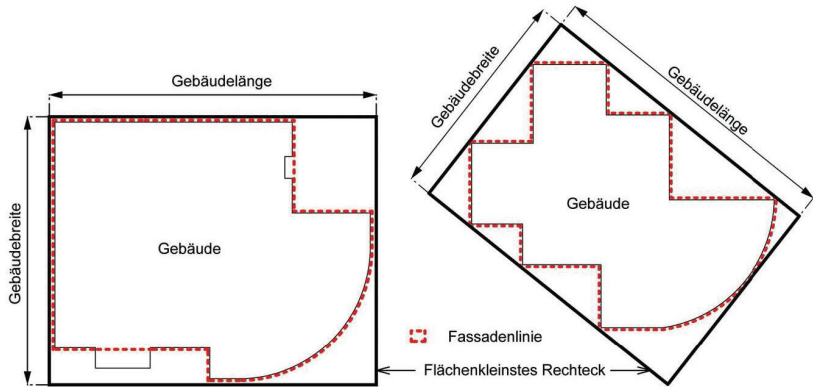 Gebäudelänge
Gebäudebreite
Gebäude
Gebäudebreite
Gebäudelänge
Gebäude
Fassadenlinie
Flächenkleinstes Rechteck